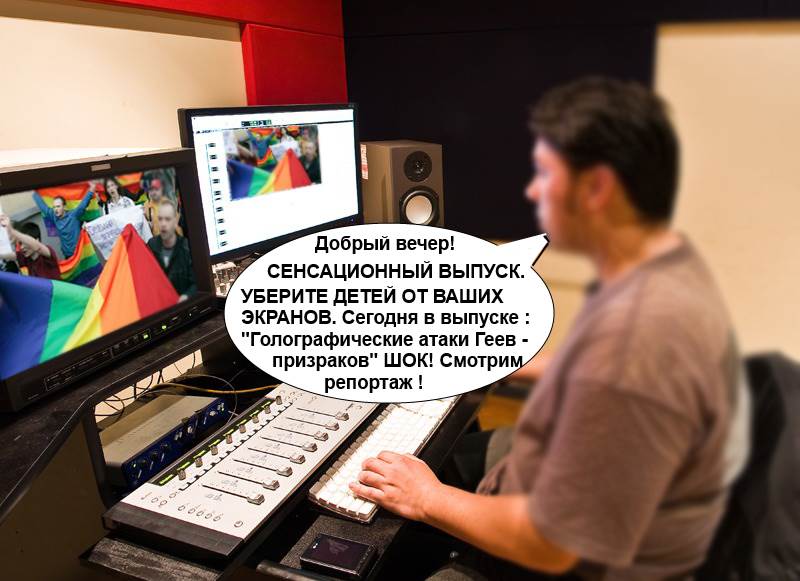 Добрый вечер!
СЕНСАЦИОННЫЙ ВЫПУСК.
УБЕРИТЕ ДЕТЕЙ ОТ ВАШИХ
ЭКРАНОВ. Сегодня в выпуске :
"Голографические атаки Геев -
призраков" ШОК! Смотрим
репортаж !